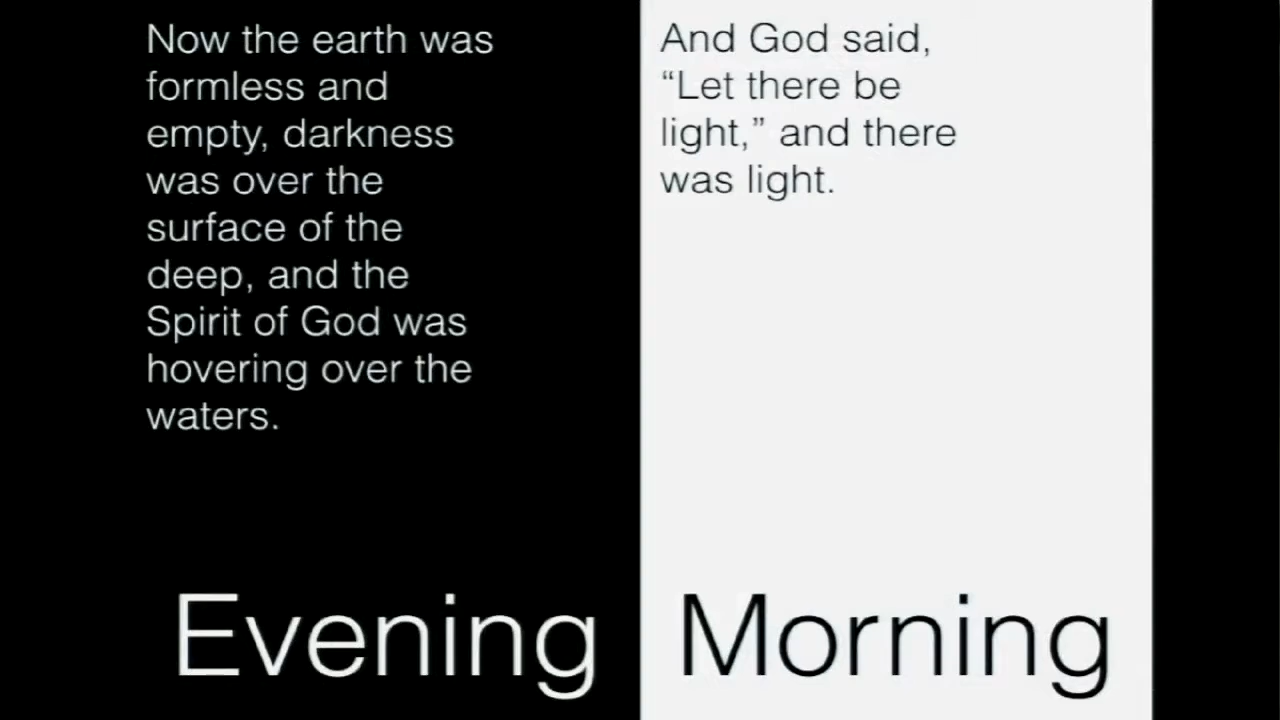 Now the earth was
formless and
empty, darkness
was over the
surface of the
deep, and the
Spirit of God was
hovering over the
waters.
Evening
And God said,
“Let there be
light,” and there
was light.
Morning